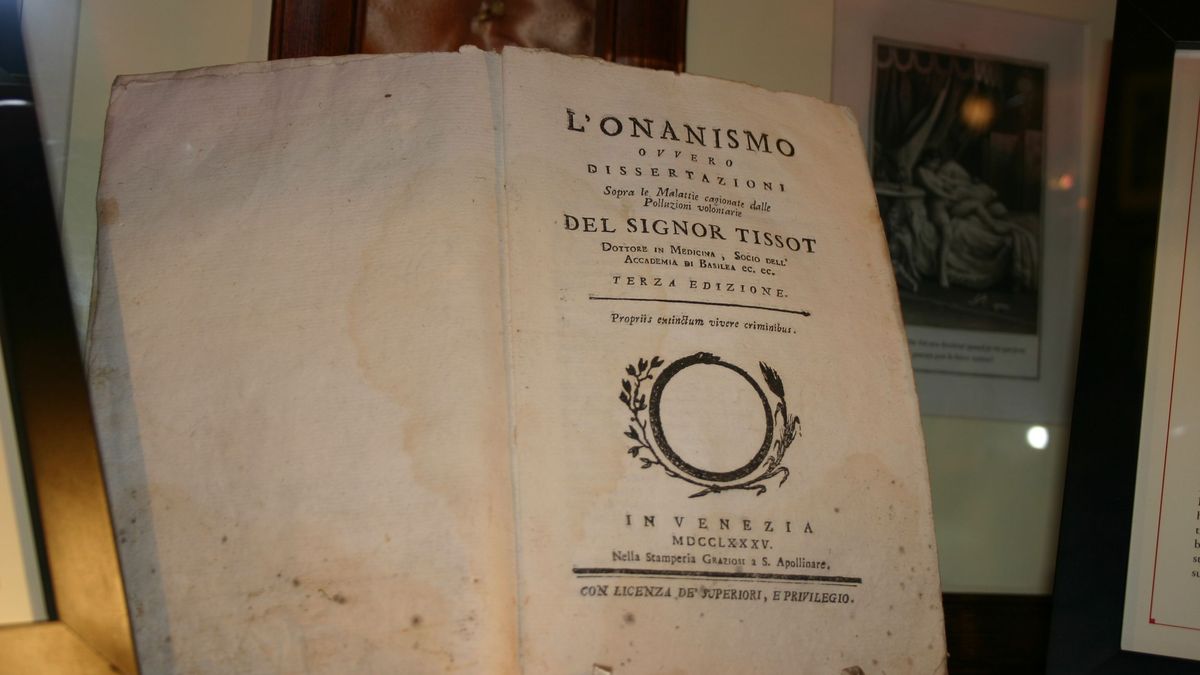 L'ONANISMO
OVVERO
DISSERTAZIONI
Sopra le Malattie cagionate dalle
Polluzioni volontarie
DEL SIGNOR TISSOT
DOTTORE IN MEDICINA, SOCIO DELL'
ACCADEMIA DI BASILEA EC. EC.
TERZA EDIZIONE.
Propriis extinctum vivere criminibus.
IN VENEZIA
MDCCLXXXV.
Nella Stamperia GRAZIOSI a S. Apollinare.
CON LICENZA DE' SUPERIORI, E PRIVILEGIO.